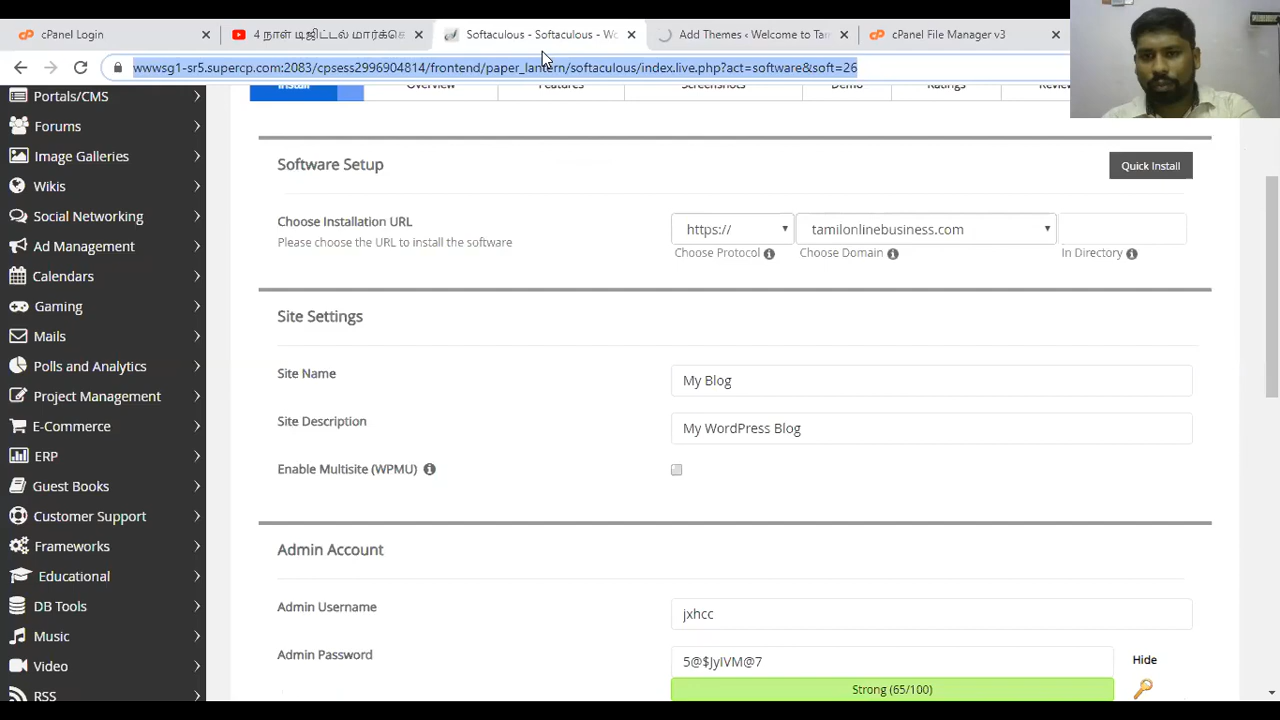 cPanel Login
4 நாள் டிஜிட்டல் மார்க்கெ
Softaculous - Softaculous - Wo
Add Themes ‹ Welcome to Tam
cPanel File Manager v3
wwwsg1-sr5.supercp.com:2083/cpsess2996904814/frontend/paper_lantern/softaculous/index.live.php?act=software&soft=26
Install
Overview
Features
Screenshots
Demo
Ratings
Review
Portals/CMS
Forums
Image Galleries
Wikis
Social Networking
Ad Management
Calendars
Gaming
Mails
Polls and Analytics
Project Management
E-Commerce
ERP
Guest Books
Customer Support
Frameworks
Educational
DB Tools
Music
Video
RSS
Software Setup
Quick Install
Choose Installation URL
Please choose the URL to install the software
https://
tamilonlinebusiness.com
Choose Protocol
Choose Domain
In Directory
Site Settings
Site Name
My Blog
Site Description
My WordPress Blog
Enable Multisite (WPMU)
Admin Account
Admin Username
jxhcc
Admin Password
5@$JyIVM@7
Hide
Strong (65/100)